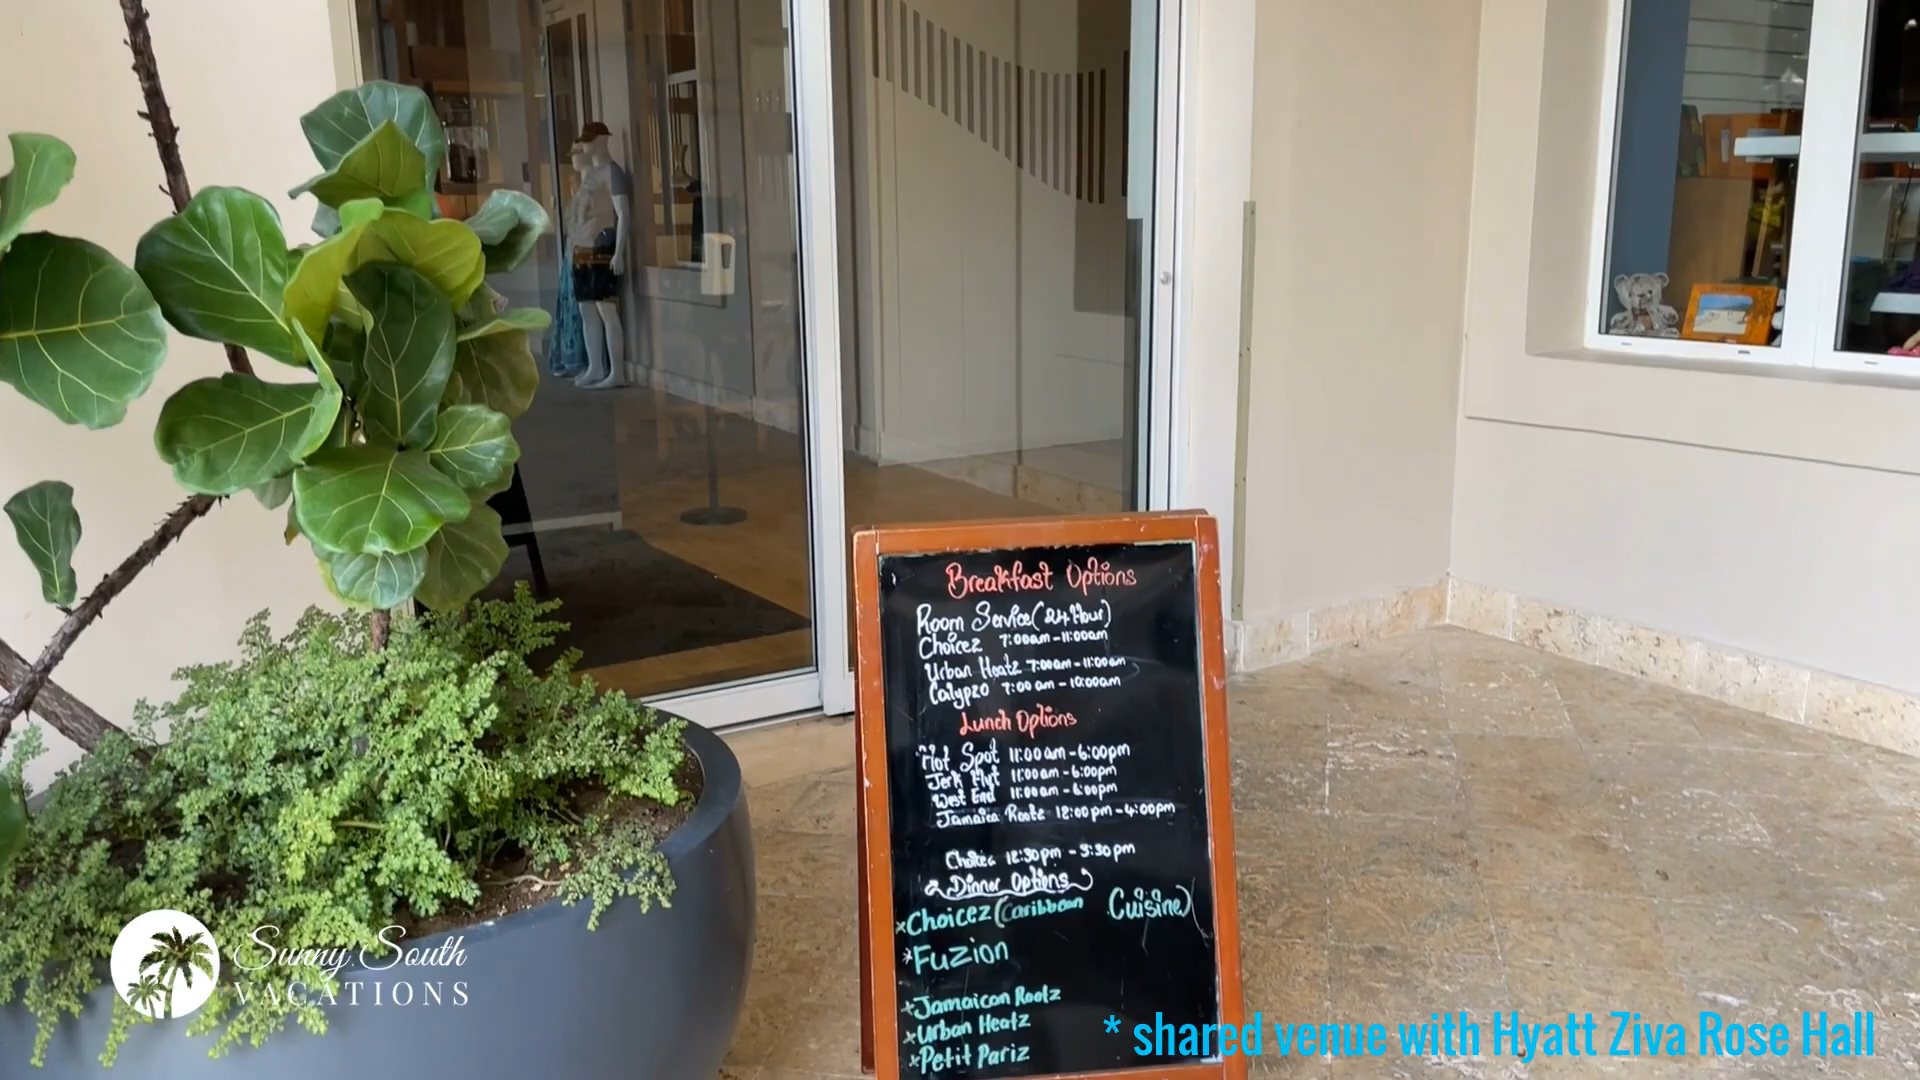 Breakfast Options
Room Service (24 Hour)
Choicez 7:00am-11:00am
Urban Heatz 7:00am-11:00am
Calypzo 7:00am-10:00am
Lunch Options
Hot Spot 11:00am-6:00pm
Jerk Hut 11:00am-6:00pm
West End 11:00am-6:00pm
Jamaica Rootz 12:00pm-4:00pm
Choicez 12:30pm - 3:30pm
Dinner Options
*Choicez (Caribbean Cuisine)
*Fuzion
*Jamaican Rootz
*Urban Heatz
*Petit Pariz
Sunny South
VACATIONS
* shared venue with Hyatt Ziva Rose Hall